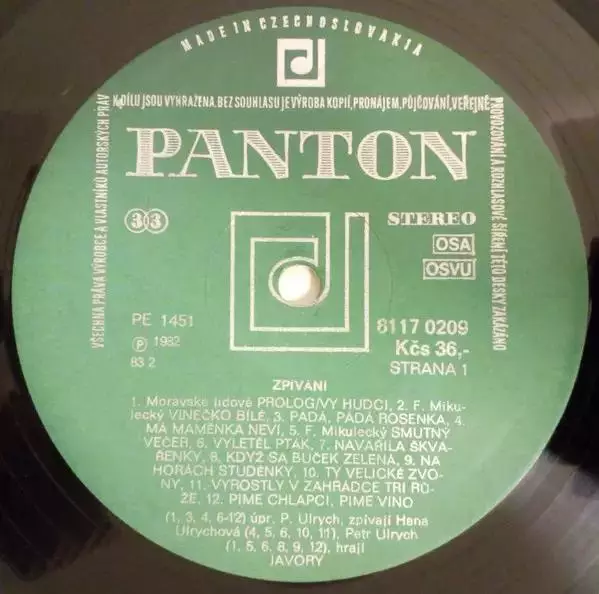 MADE IN CZECHOSLOVAKIA
VŠECHNA PRÁVA VÝROBCE A VLASTNÍKŮ AUTORSKÝCH PRÁV
K DÍLU JSOU VYHRAŽENA. BEZ SOUHLASU JE VÝROBA KOPIÍ, PRONÁJEM, PŮJČOVÁNÍ, VEŘEJNÉ
PROVOZOVÁNÍ A ROZHLASOVÉ ŠÍŘENÍ TÉTO DESKY ZAKÁZÁNO
PANTON
33
STEREO
OSA
OSVU
PE 1451
P 1982
83 2
8117 0209
Kčs 36,-
STRANA 1
ZPÍVÁNÍ
1. Moravské lidové PROLOG/VY HUDCI, 2. F. Miku-
lecký VINEČKO BÍLÉ, 3. PADÁ, PADÁ ROSENKA, 4.
MÁ MAMĚNKA NEVÍ, 5. F. Mikulecký SMUTNÝ
VEČER, 6. VYLETĚL PTÁK, 7. NAVAŘILA ŠKVA-
ŘENKY, 8. KDYŽ SA BUČEK ZELENÁ, 9. NA
HORÁCH STUDÉNKY, 10. TY VELICKÉ ZVO-
NY, 11. VYROSTLY V ZAHRÁDCE TŘI RŮ-
ŽE, 12. PIME CHLAPCI, PIME VÍNO
(1, 3, 4, 6-12) úpr. P. Ulrych, zpívají Hana
Ulrychová (4, 5, 6, 10, 11), Petr Ulrych
(1, 5, 6, 8, 9, 12), hrají
JAVORY